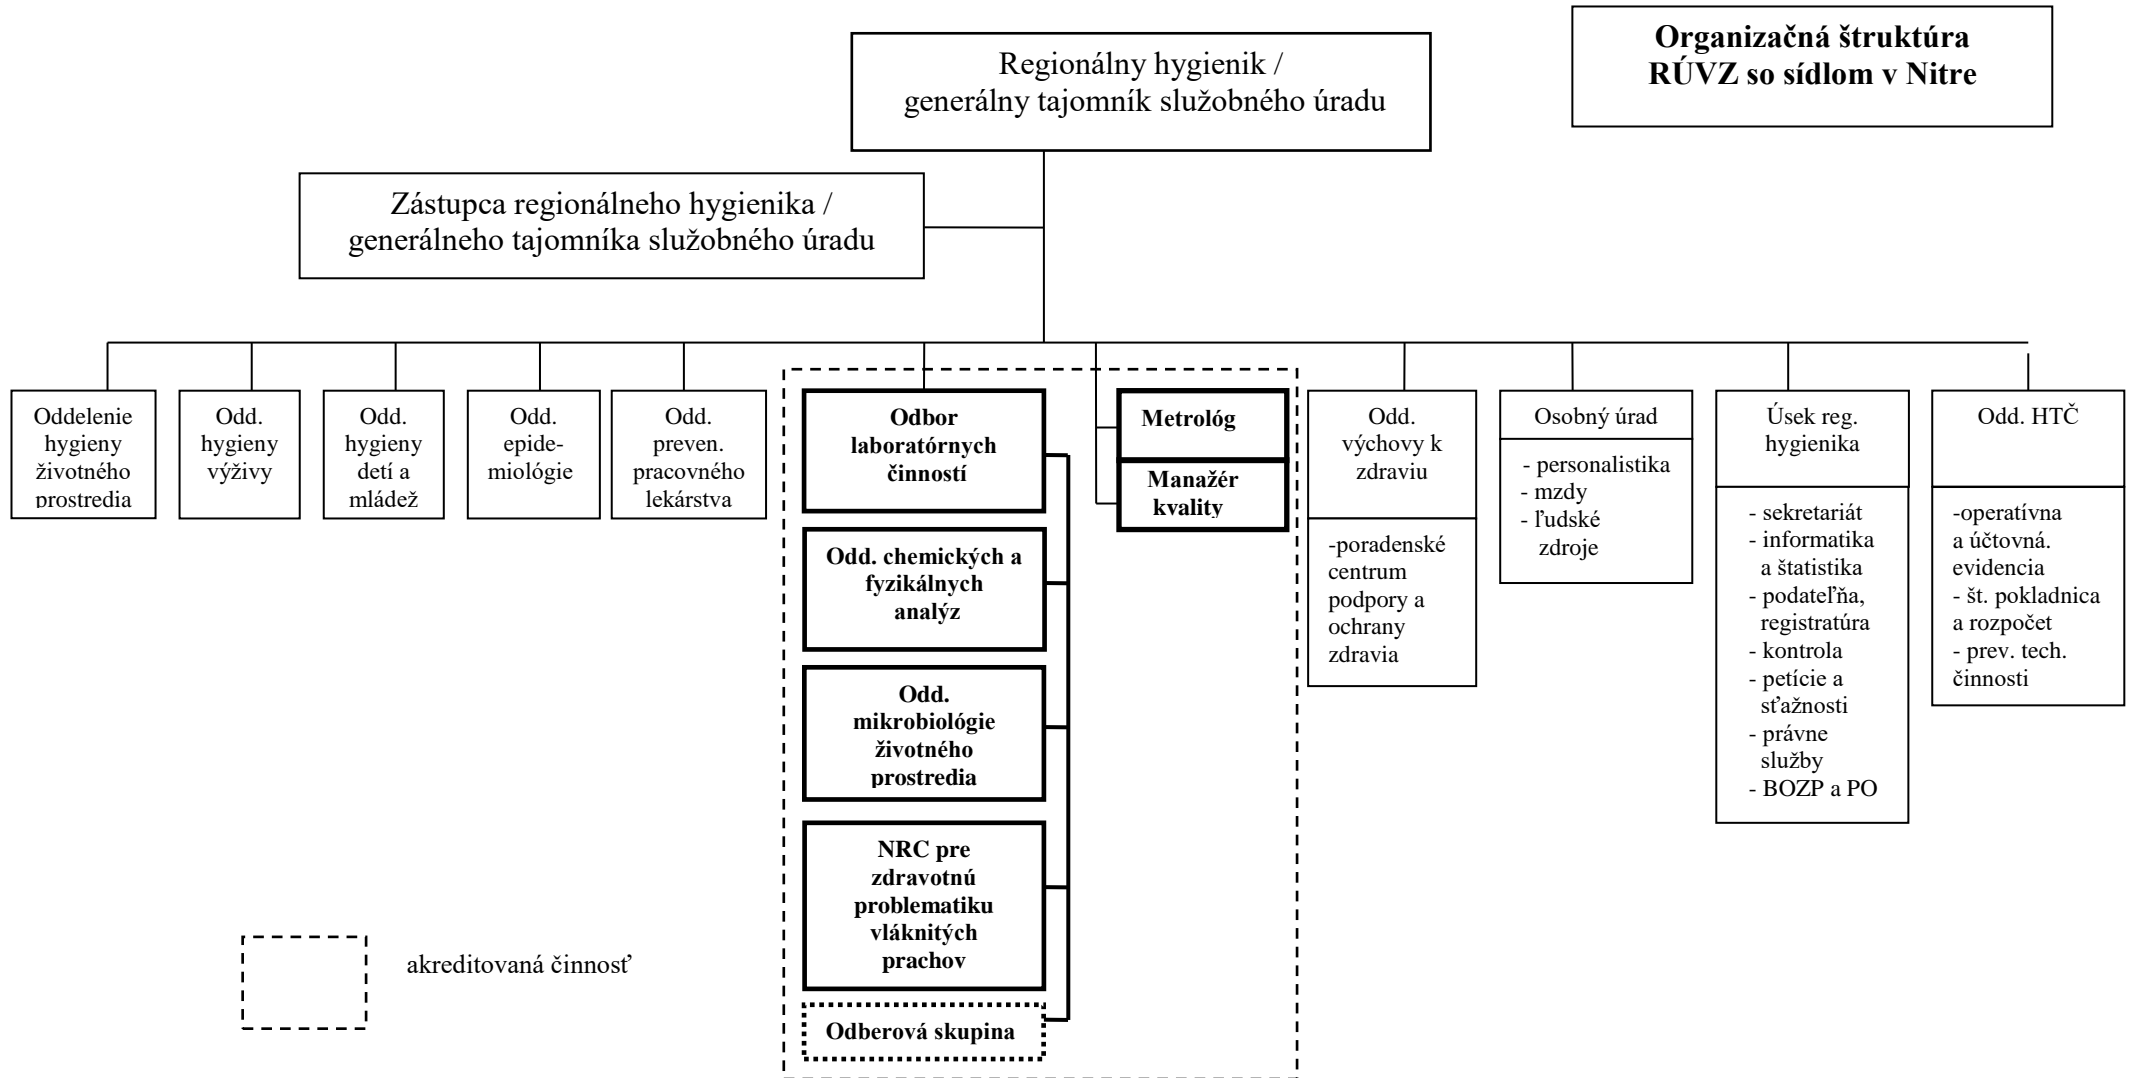 Organizačná štruktúra
RÚVZ so sídlom v Nitre
Regionálny hygienik /
generálny tajomník služobného úradu
Zástupca regionálneho hygienika /
generálneho tajomníka služobného úradu
Oddelenie
hygieny
životného
prostredia
Odd.
hygieny
výživy
Odd.
hygieny
detí a
mládež
Odd.
epide-
miológie
Odd.
preven.
pracovného
lekárstva
Odbor
laboratórnych
činností
Odd. chemických a
fyzikálnych
analýz
Odd.
mikrobiológie
životného
prostredia
NRC pre
zdravotnú
problematiku
vláknitých
prachov
Odberová skupina
Metrológ
Manažér
kvality
Odd.
výchovy k
zdraviu
-poradenské
centrum
podpory a
ochrany
zdravia
Osobný úrad
- personalistika
- mzdy
- ľudské
zdroje
Úsek reg.
hygienika
- sekretariát
- informatika
a štatistika
- podateľňa,
registratúra
- kontrola
- petície a
sťažnosti
- právne
služby
- BOZP a PO
Odd. HTČ
-operatívna
a účtovná.
evidencia
- št. pokladnica
a rozpočet
- prev. tech.
činnosti
akreditovaná činnosť